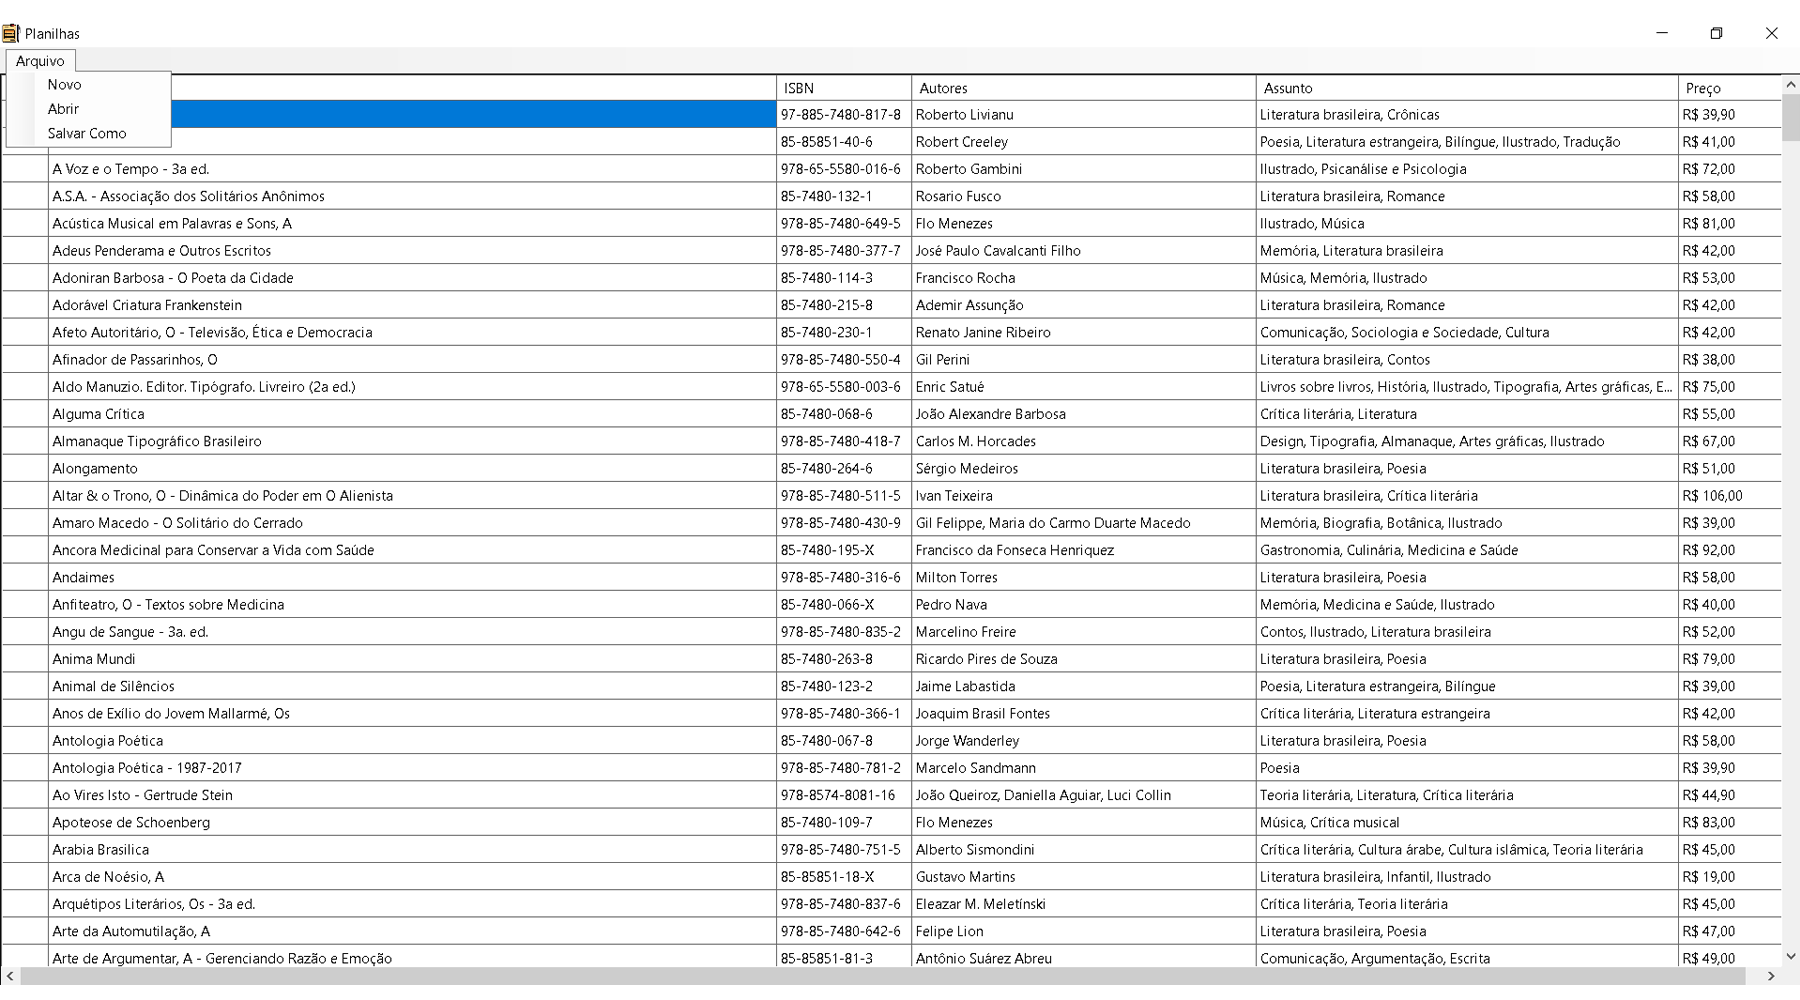 Planilhas
Arquivo
Novo
Abrir
Salvar Como
ISBN Autores Assunto Preço
97-885-7480-817-8 Roberto Livianu Literatura brasileira, Crônicas R$ 39,90
85-85851-40-6 Robert Creeley Poesia, Literatura estrangeira, Bilíngue, Ilustrado, Tradução R$ 41,00
A Voz e o Tempo - 3a ed. 978-65-5580-016-6 Roberto Gambini Ilustrado, Psicanálise e Psicologia R$ 72,00
A.S.A. - Associação dos Solitários Anônimos 85-7480-132-1 Rosario Fusco Literatura brasileira, Romance R$ 58,00
Acústica Musical em Palavras e Sons, A 978-85-7480-649-5 Flo Menezes Ilustrado, Música R$ 81,00
Adeus Penderama e Outros Escritos 978-85-7480-377-7 José Paulo Cavalcanti Filho Memória, Literatura brasileira R$ 42,00
Adoniran Barbosa - O Poeta da Cidade 85-7480-114-3 Francisco Rocha Música, Memória, Ilustrado R$ 53,00
Adorável Criatura Frankenstein 85-7480-215-8 Ademir Assunção Literatura brasileira, Romance R$ 42,00
Afeto Autoritário, O - Televisão, Ética e Democracia 85-7480-230-1 Renato Janine Ribeiro Comunicação, Sociologia e Sociedade, Cultura R$ 42,00
Afinador de Passarinhos, O 978-85-7480-550-4 Gil Perini Literatura brasileira, Contos R$ 38,00
Aldo Manuzio. Editor. Tipógrafo. Livreiro (2a ed.) 978-65-5580-003-6 Enric Satué Livros sobre livros, História, Ilustrado, Tipografia, Artes gráficas, E... R$ 75,00
Alguma Crítica 85-7480-068-6 João Alexandre Barbosa Crítica literária, Literatura R$ 55,00
Almanaque Tipográfico Brasileiro 978-85-7480-418-7 Carlos M. Horcades Design, Tipografia, Almanaque, Artes gráficas, Ilustrado R$ 67,00
Alongamento 85-7480-264-6 Sérgio Medeiros Literatura brasileira, Poesia R$ 51,00
Altar & o Trono, O - Dinâmica do Poder em O Alienista 978-85-7480-511-5 Ivan Teixeira Literatura brasileira, Crítica literária R$ 106,00
Amaro Macedo - O Solitário do Cerrado 978-85-7480-430-9 Gil Felippe, Maria do Carmo Duarte Macedo Memória, Biografia, Botânica, Ilustrado R$ 39,00
Ancora Medicinal para Conservar a Vida com Saúde 85-7480-195-X Francisco da Fonseca Henriquez Gastronomia, Culinária, Medicina e Saúde R$ 92,00
Andaimes 978-85-7480-316-6 Milton Torres Literatura brasileira, Poesia R$ 58,00
Anfiteatro, O - Textos sobre Medicina 85-7480-066-X Pedro Nava Memória, Medicina e Saúde, Ilustrado R$ 40,00
Angu de Sangue - 3a. ed. 978-85-7480-835-2 Marcelino Freire Contos, Ilustrado, Literatura brasileira R$ 52,00
Anima Mundi 85-7480-263-8 Ricardo Pires de Souza Literatura brasileira, Poesia R$ 79,00
Animal de Silêncios 85-7480-123-2 Jaime Labastida Poesia, Literatura estrangeira, Bilíngue R$ 39,00
Anos de Exílio do Jovem Mallarmé, Os 978-85-7480-366-1 Joaquim Brasil Fontes Crítica literária, Literatura estrangeira R$ 42,00
Antologia Poética 85-7480-067-8 Jorge Wanderley Literatura brasileira, Poesia R$ 58,00
Antologia Poética - 1987-2017 978-85-7480-781-2 Marcelo Sandmann Poesia R$ 39,90
Ao Vires Isto - Gertrude Stein 978-8574-8081-16 João Queiroz, Daniella Aguiar, Luci Collin Teoria literária, Literatura, Crítica literária R$ 44,90
Apoteose de Schoenberg 85-7480-109-7 Flo Menezes Música, Crítica musical R$ 83,00
Arabia Brasilica 978-85-7480-751-5 Alberto Sismondini Crítica literária, Cultura árabe, Cultura islâmica, Teoria literária R$ 45,00
Arca de Noésio, A 85-85851-18-X Gustavo Martins Literatura brasileira, Infantil, Ilustrado R$ 19,00
Arquétipos Literários, Os - 3a ed. 978-85-7480-837-6 Eleazar M. Meletínski Crítica literária, Teoria literária R$ 45,00
Arte da Automutilação, A 978-85-7480-642-6 Felipe Lion Literatura brasileira, Poesia R$ 47,00
Arte de Argumentar, A - Gerenciando Razão e Emoção 85-85851-81-3 Antônio Suárez Abreu Comunicação, Argumentação, Escrita R$ 49,00